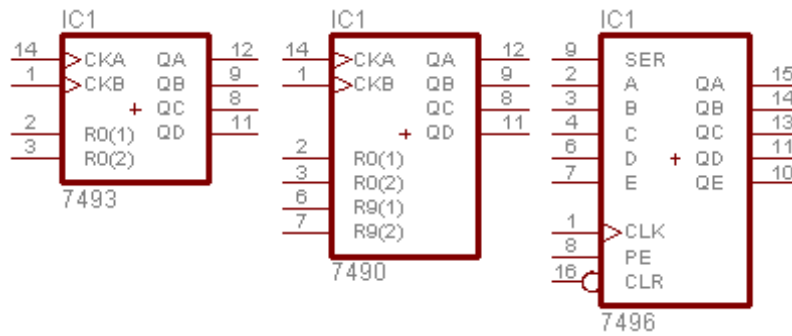 IC1
14 CKA QA 12
1 CKB QB 9
QC 8
2 R0(1) QD 11
3 R0(2)
7493
IC1
14 CKA QA 12
1 CKB QB 9
QC 8
QD 11
2 R0(1)
3 R0(2)
6 R9(1)
7 R9(2)
7490
IC1
9 SER
2 A QA 15
3 B QB 14
4 C QC 13
6 D QD 11
7 E QE 10
1 CLK
8 PE
16 CLR
7496